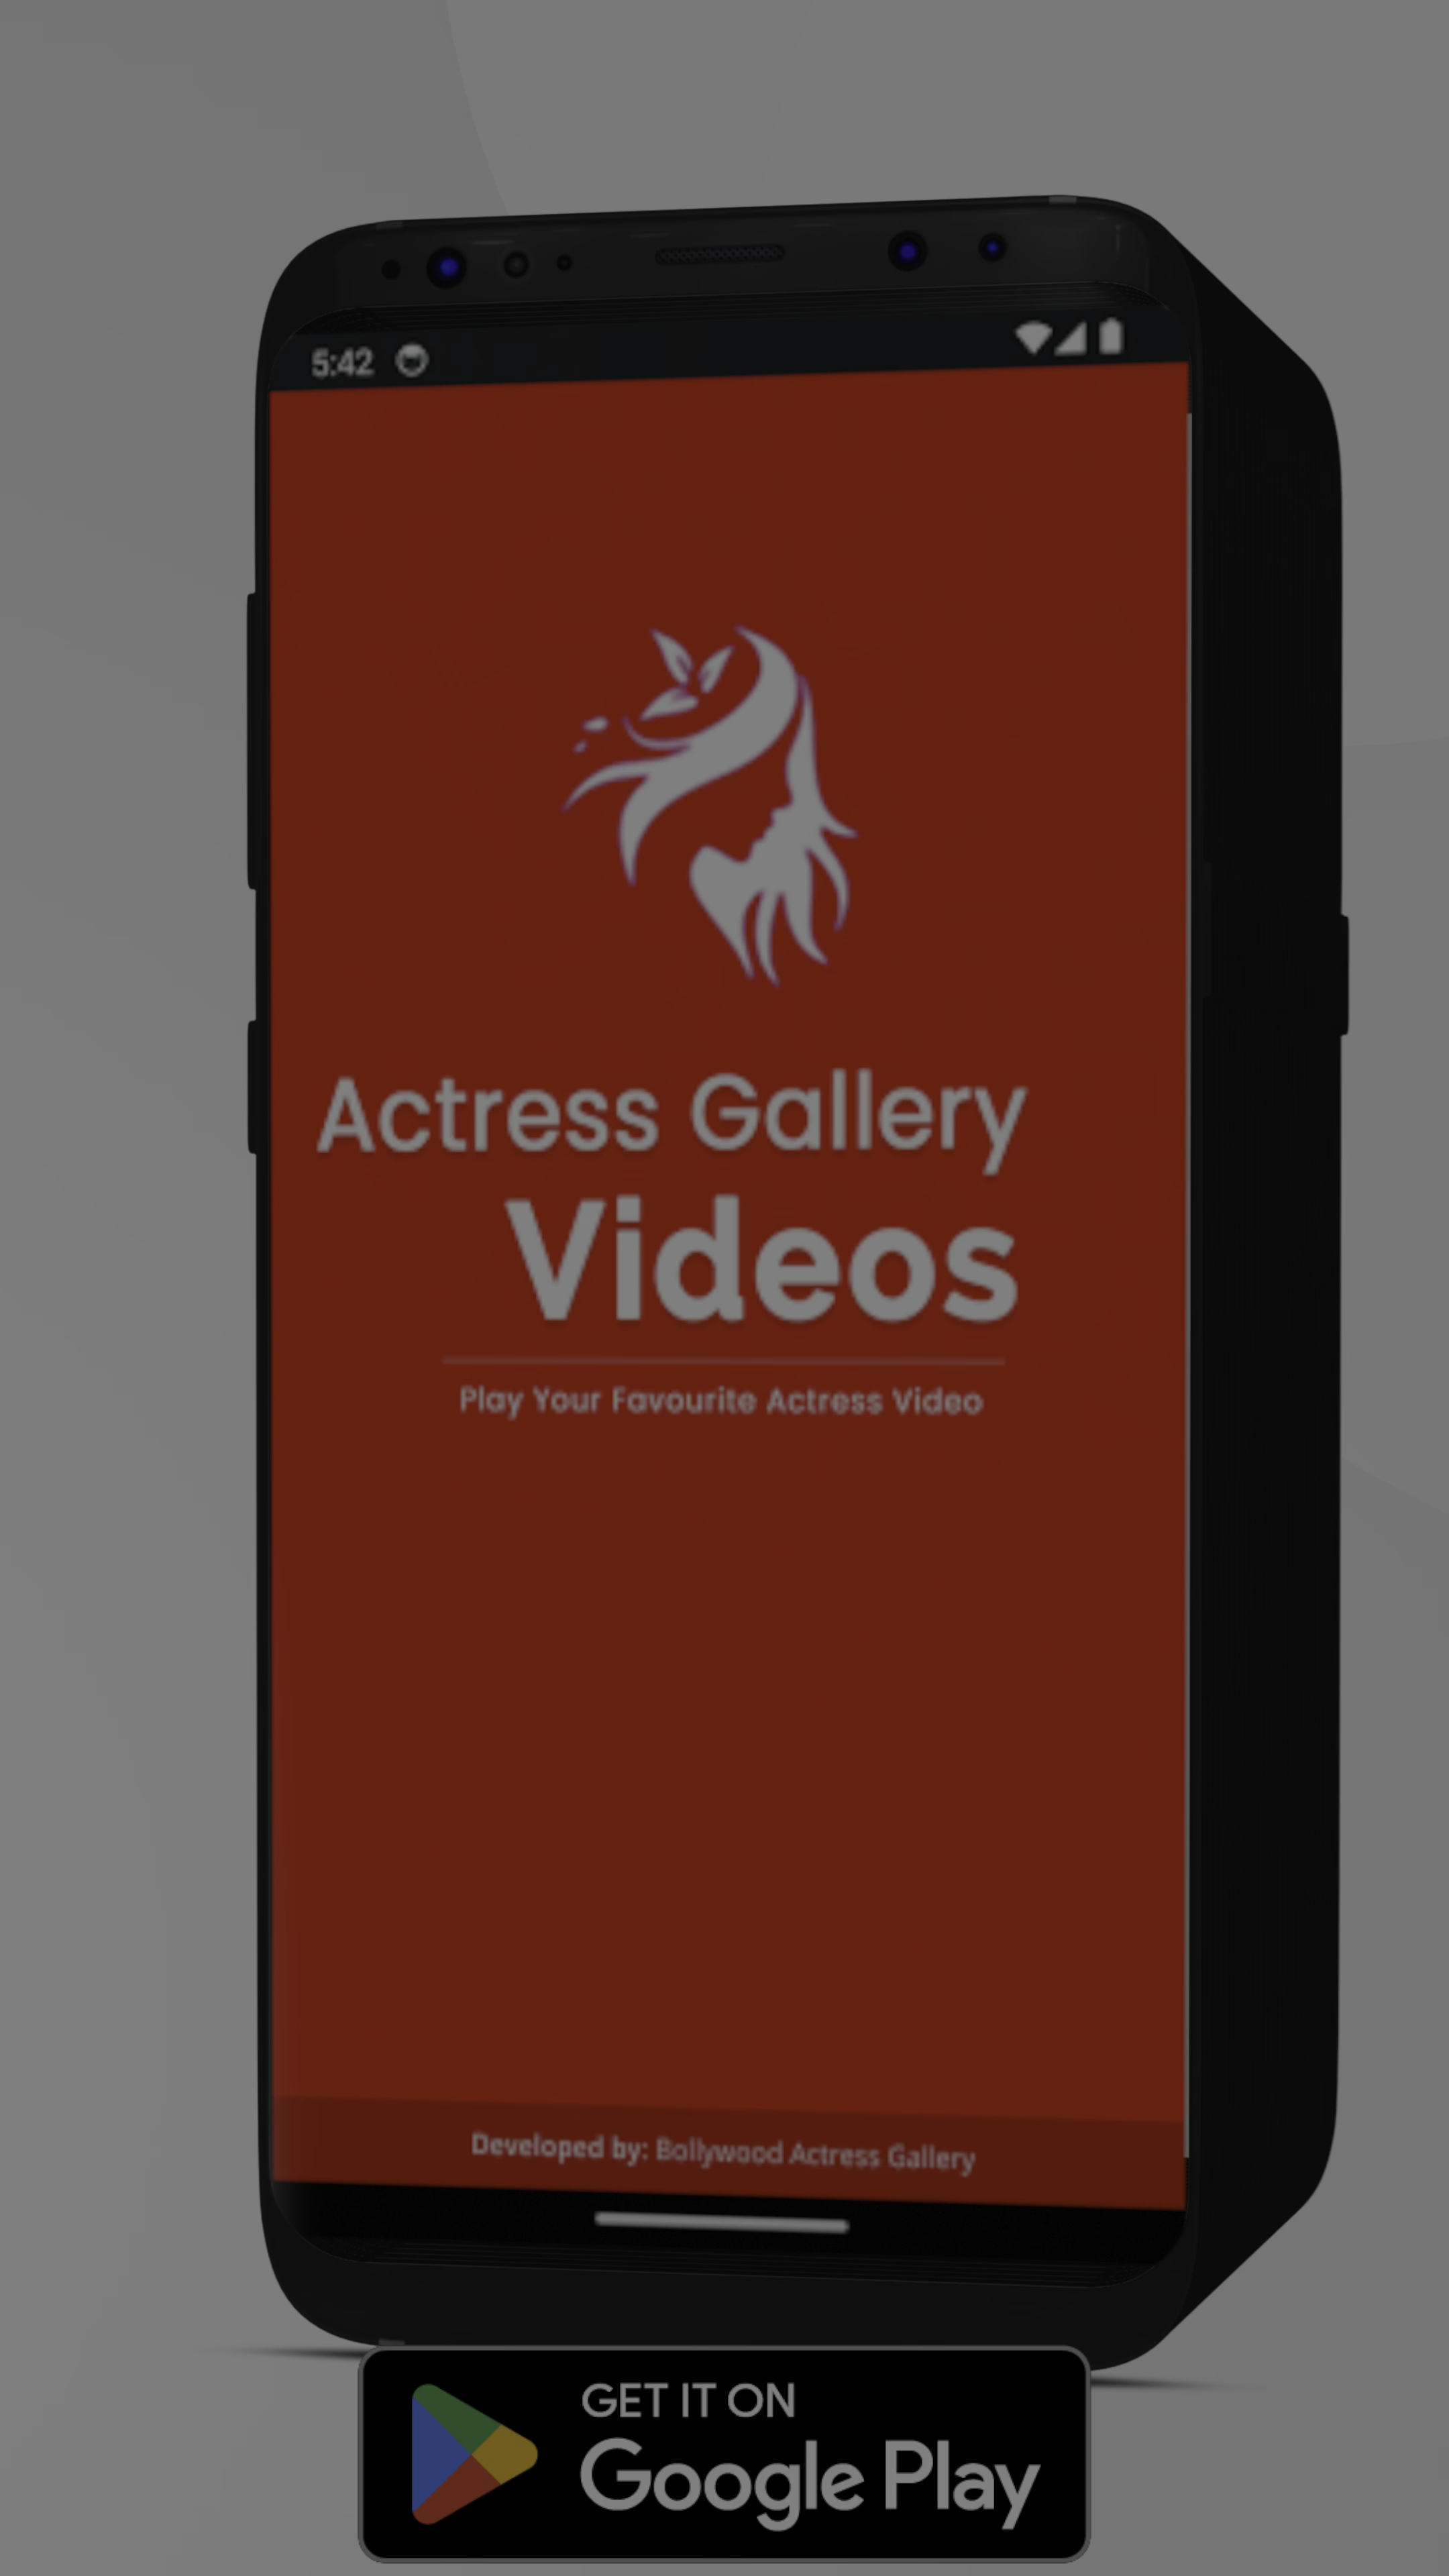 5:42
Actress Gallery
Videos
Play Your Favourite Actress Video
Developed by: Bollywood Actress Gallery
GET IT ON
Google Play